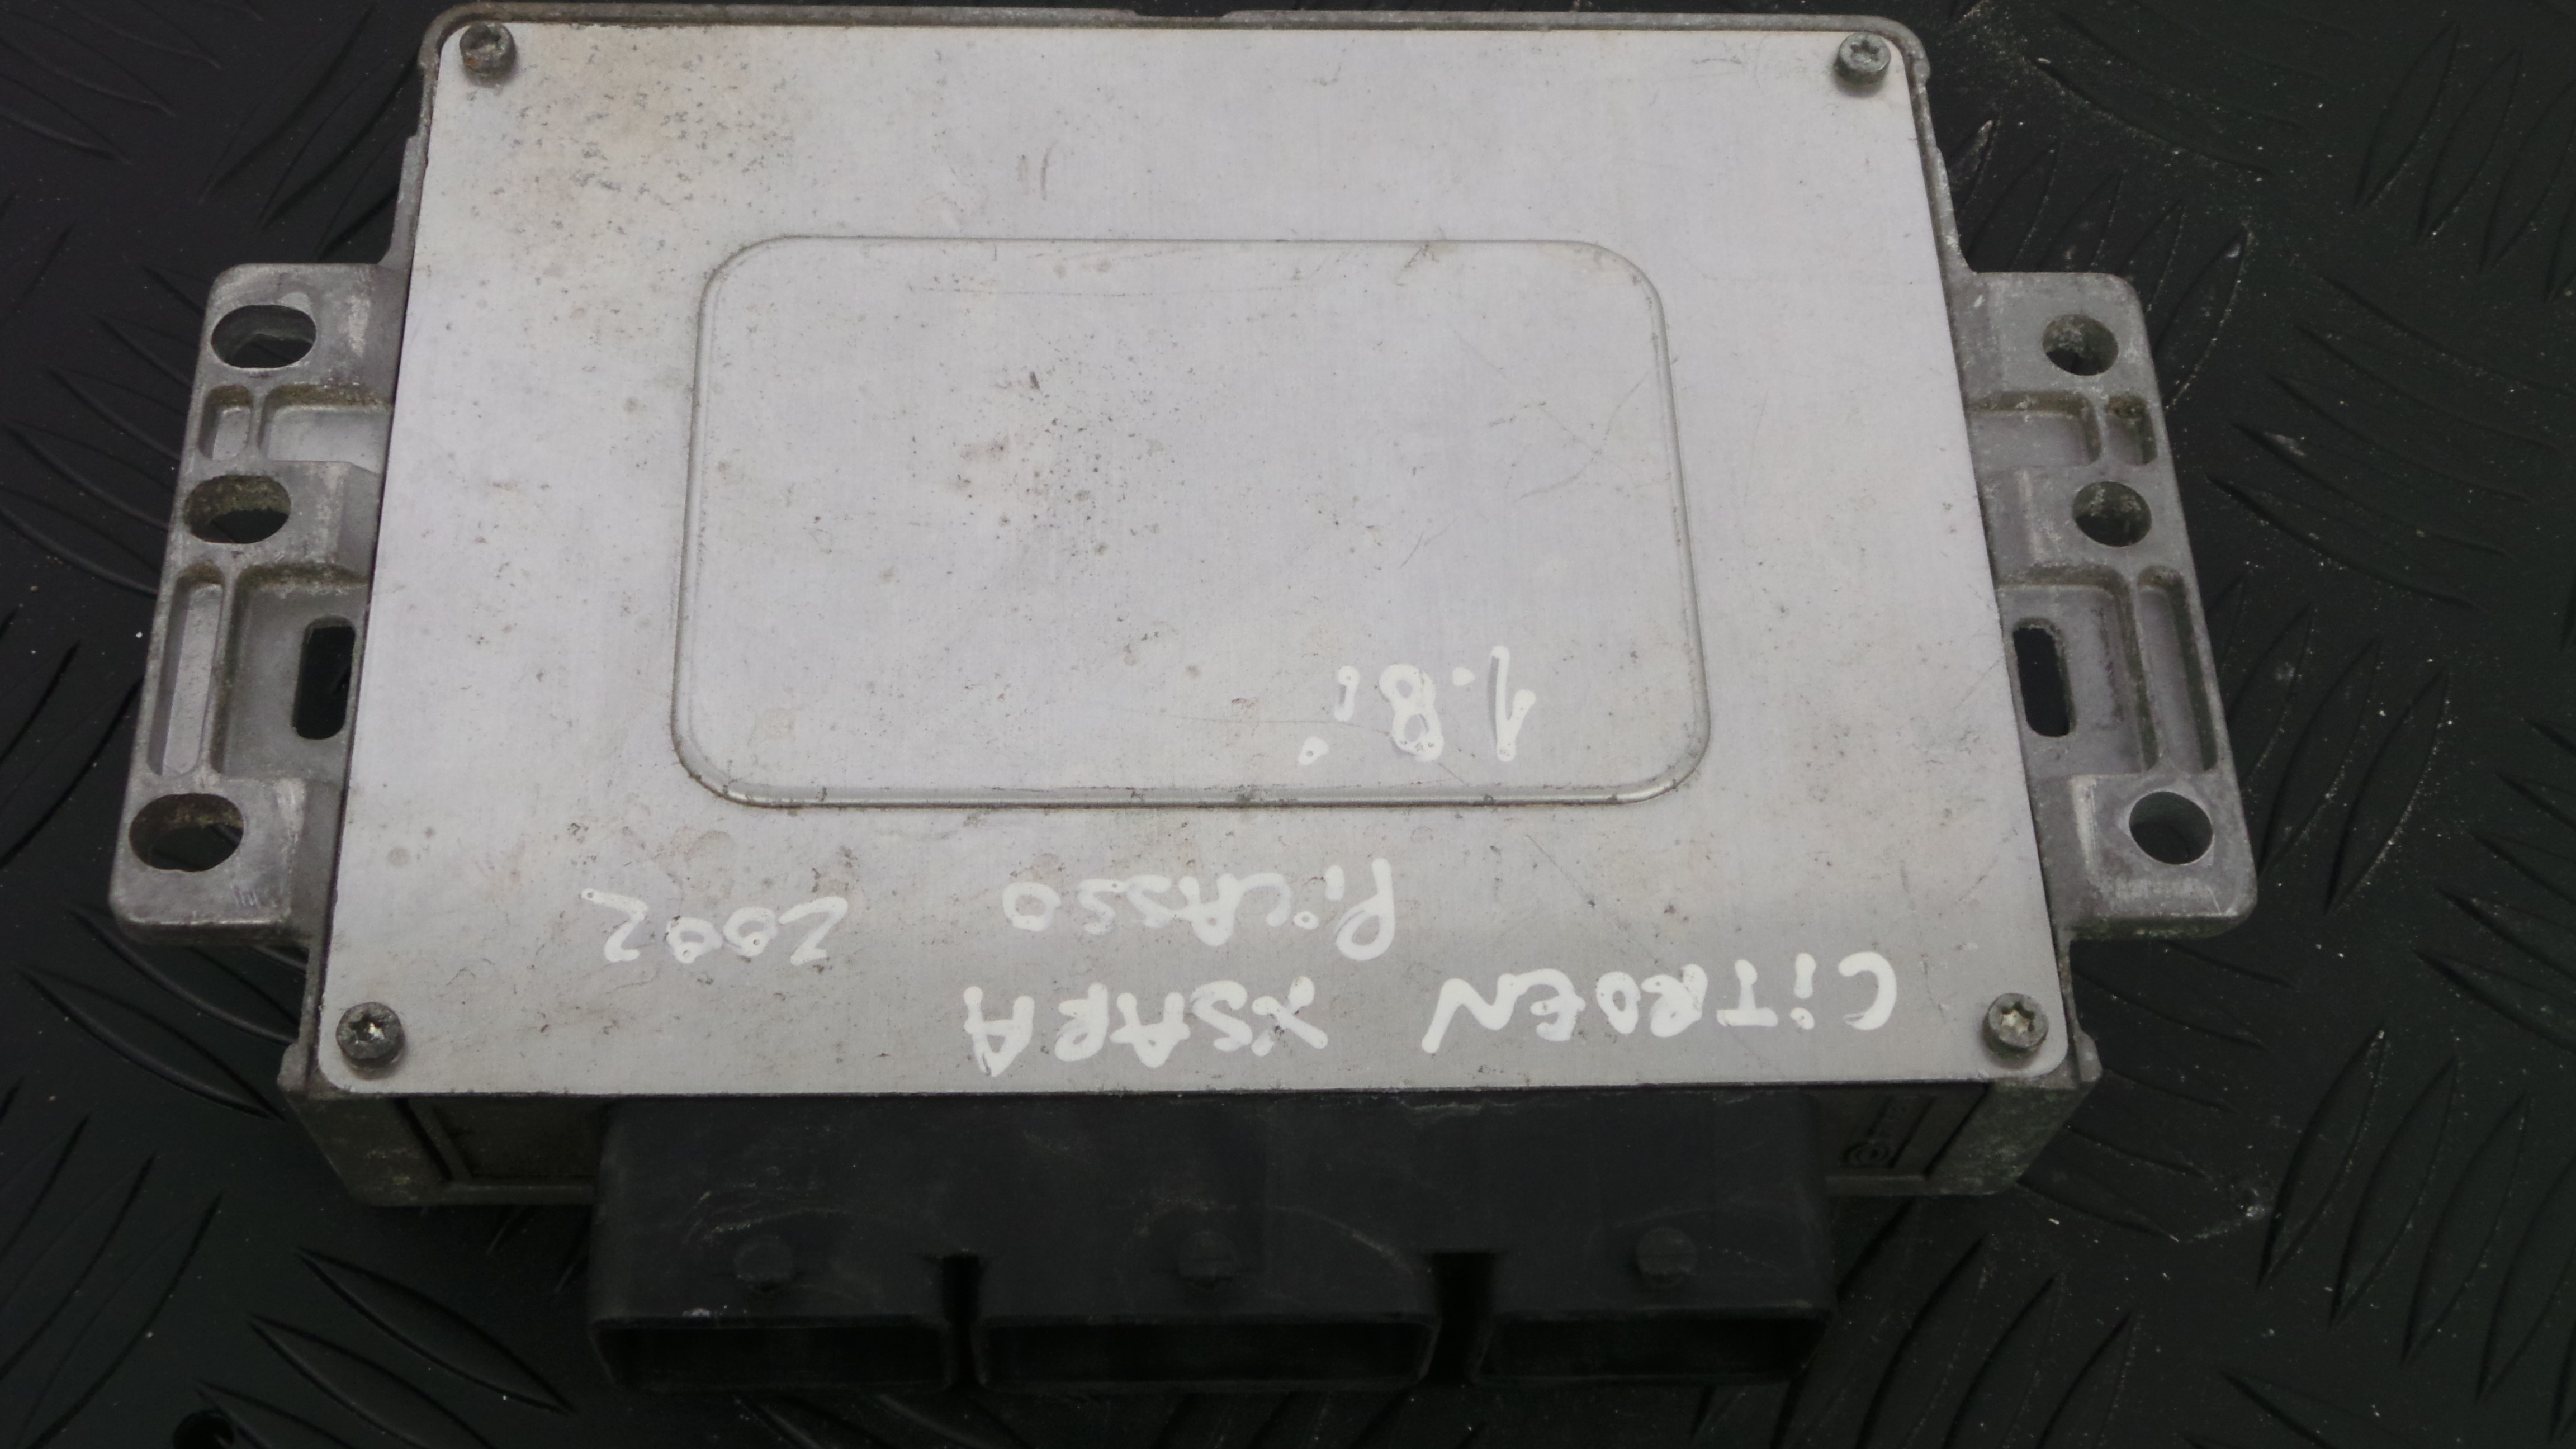 CiTROEN XSARA
PiCASSO 2002
1.8i